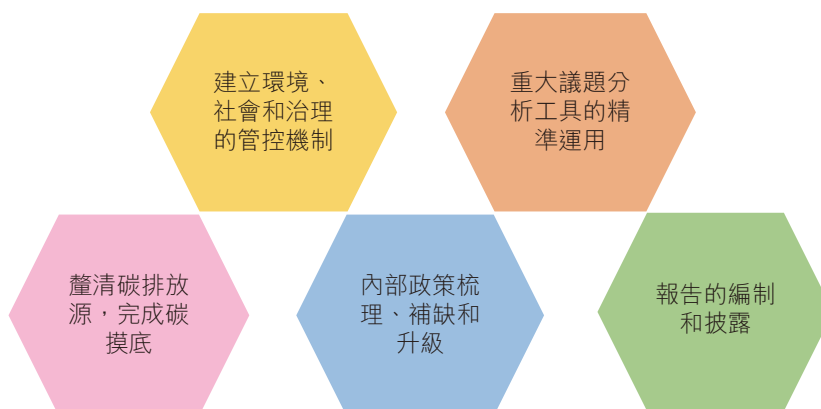 建立環境、
社會和治理
的管控機制
重大議題分
析工具的精
準運用
釐清碳排放
源，完成碳
摸底
內部政策梳
理、補缺和
升級
報告的編制
和披露